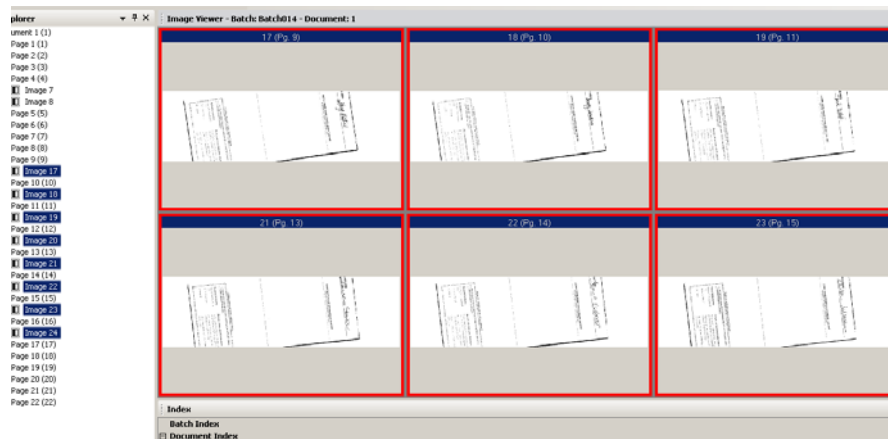 plorer
Image Viewer - Batch: Batch014 - Document: 1
ument 1 (1)
Page 1 (1)
Page 2 (2)
Page 3 (3)
Page 4 (4)
Image 7
Image 8
Page 5 (5)
Page 6 (6)
Page 7 (7)
Page 8 (8)
Page 9 (9)
Image 17
Page 10 (10)
Image 18
Page 11 (11)
Image 19
Page 12 (12)
Image 20
Page 13 (13)
Image 21
Page 14 (14)
Image 22
Page 15 (15)
Image 23
Page 16 (16)
Image 24
Page 17 (17)
Page 18 (18)
Page 19 (19)
Page 20 (20)
Page 21 (21)
Page 22 (22)
17 (Pg. 9)
18 (Pg. 10)
19 (Pg. 11)
21 (Pg. 13)
22 (Pg. 14)
23 (Pg. 15)
Index
Batch Index
Document Index